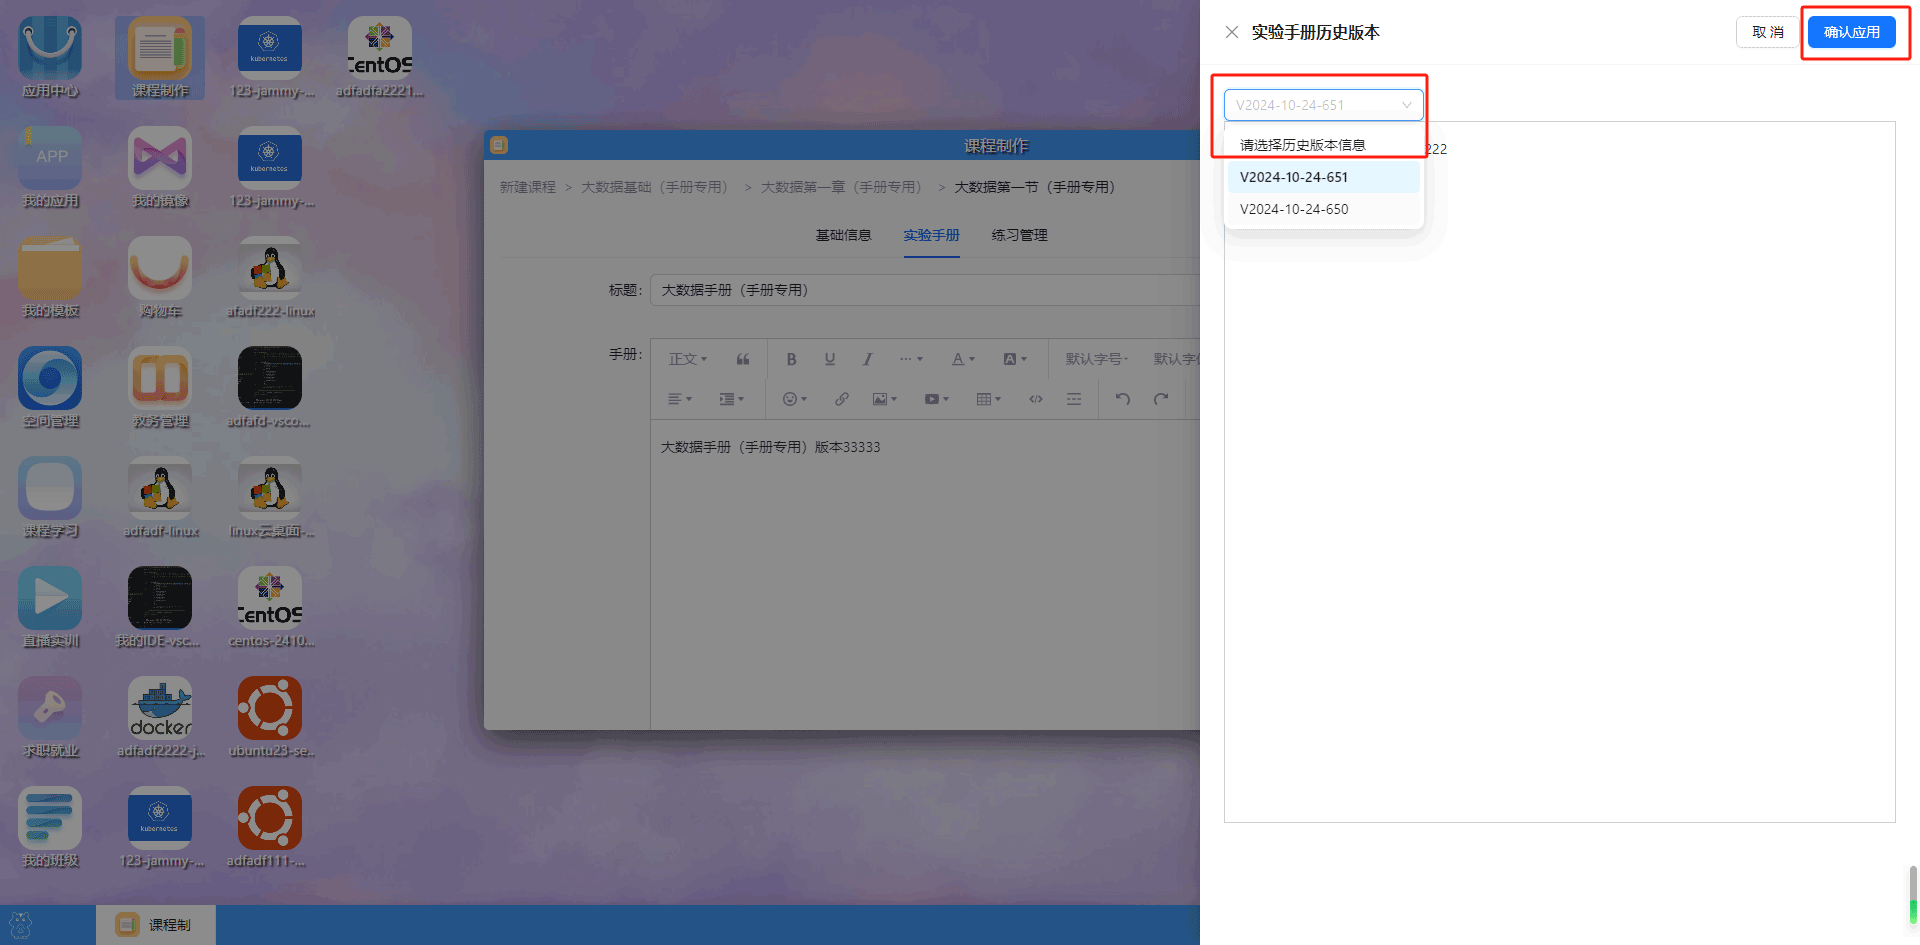 应用中心
课程制作
123-jammy-...
adfadfa2221...
我的应用
我的镜像
123-jammy-...
我的模板
购物车
afadf222-linux
空间管理
教务管理
adfafd-vsco...
课程学习
adfadf-linux
linux云桌面-...
直播实训
我的IDE-vsc...
centos-2410...
求职就业
adfadf2222-j..
ubuntu23-se..
我的班级
123-jammy-...
adfadf111-...
APP
kubernetes
kubernetes
CentOS
CentOS
docker
kubernetes
课程制
课程制作
新建课程 > 大数据基础（手册专用） > 大数据第一章（手册专用） > 大数据第一节（手册专用）
基础信息 实验手册 练习管理
标题： 大数据手册（手册专用）
手册：
正文 B U I ... A A 默认字号
大数据手册（手册专用）版本33333
实验手册历史版本
取 消
确认应用
V2024-10-24-651
请选择历史版本信息
222
V2024-10-24-651
V2024-10-24-650